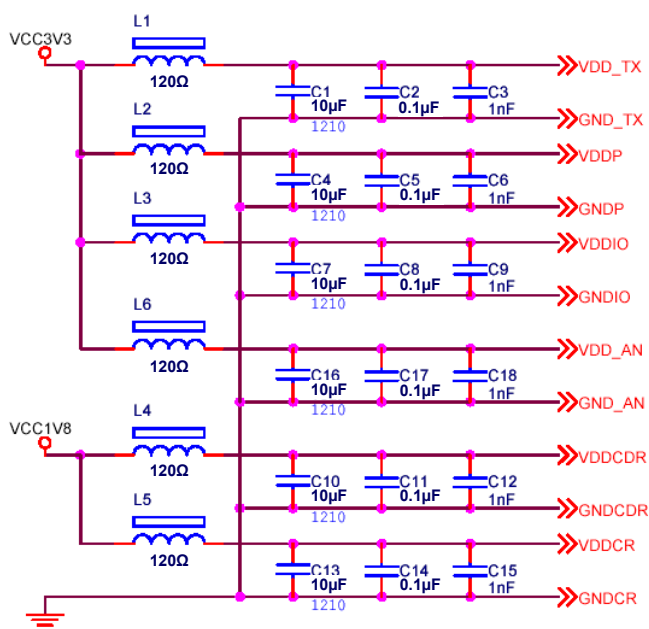 L1
VCC3V3
VDD_TX
120Ω
C1 C2 C3
10µF 0.1µF 1nF
1210
GND_TX
L2
VDDP
120Ω
C4 C5 C6
10µF 0.1µF 1nF
1210
GNDP
L3
VDDIO
120Ω
C7 C8 C9
10µF 0.1µF 1nF
1210
GNDIO
L6
VDD_AN
120Ω
C16 C17 C18
10µF 0.1µF 1nF
1210
GND_AN
L4
VCC1V8
VDDCDR
120Ω
C10 C11 C12
10µF 0.1µF 1nF
1210
GNDCDR
L5
VDDCR
120Ω
C13 C14 C15
10µF 0.1µF 1nF
1210
GNDCR